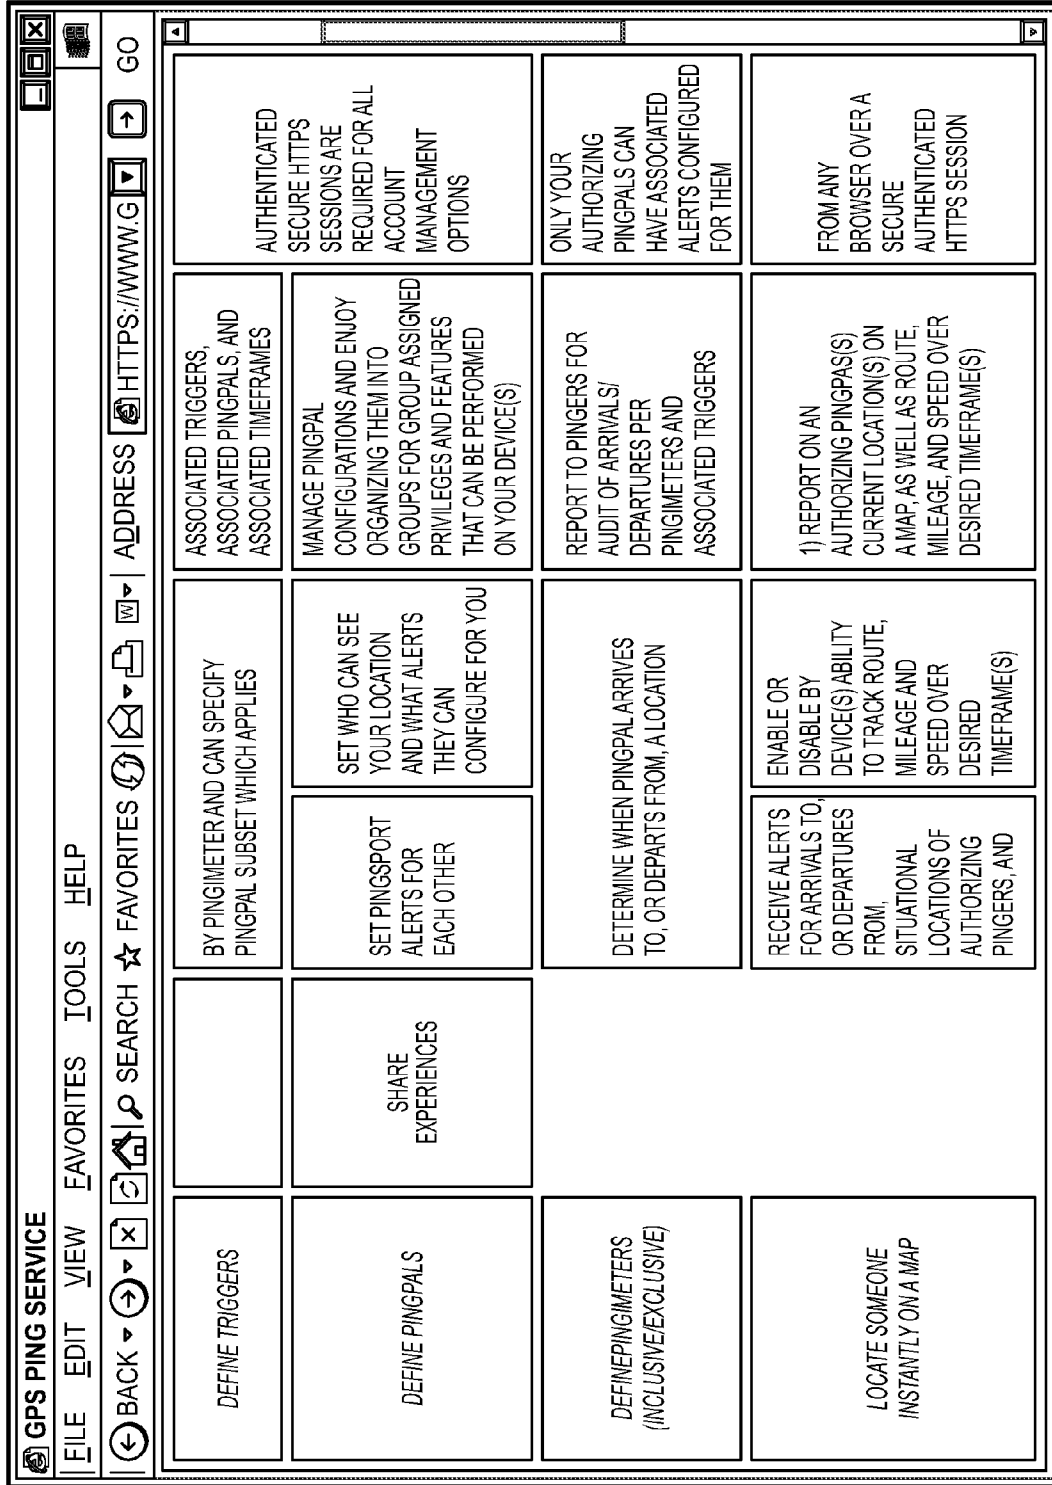 GPS PING SERVICE
FILE EDIT VIEW FAVORITES TOOLS HELP
BACK SEARCH FAVORITES W ADDRESS HTTPS://WWW.G GO
DEFINE TRIGGERS
BY PINGIMETER AND CAN SPECIFY
PINGPAL SUBSET WHICH APPLIES
ASSOCIATED TRIGGERS,
ASSOCIATED PINGPALS, AND
ASSOCIATED TIMEFRAMES
AUTHENTICATED
SECURE HTTPS
SESSIONS ARE
REQUIRED FOR ALL
ACCOUNT
MANAGEMENT
OPTIONS
DEFINE PINGPALS
SHARE
EXPERIENCES
SET PINGSPORT
ALERTS FOR
EACH OTHER
SET WHO CAN SEE
YOUR LOCATION
AND WHAT ALERTS
THEY CAN
CONFIGURE FOR YOU
MANAGE PINGPAL
CONFIGURATIONS AND ENJOY
ORGANIZING THEM INTO
GROUPS FOR GROUP ASSIGNED
PRIVILEGES AND FEATURES
THAT CAN BE PERFORMED
ON YOUR DEVICE(S)
DEFINEPINGIMETERS
(INCLUSIVE/EXCLUSIVE)
DETERMINE WHEN PINGPAL ARRIVES
TO, OR DEPARTS FROM, A LOCATION
REPORT TO PINGERS FOR
AUDIT OF ARRIVALS/
DEPARTURES PER
PINGIMETERS AND
ASSOCIATED TRIGGERS
ONLY YOUR
AUTHORIZING
PINGPALS CAN
HAVE ASSOCIATED
ALERTS CONFIGURED
FOR THEM
LOCATE SOMEONE
INSTANTLY ON A MAP
RECEIVE ALERTS
FOR ARRIVALS TO,
OR DEPARTURES
FROM,
SITUATIONAL
LOCATIONS OF
AUTHORIZING
PINGERS, AND
ENABLE OR
DISABLE BY
DEVICE(S) ABILITY
TO TRACK ROUTE,
MILEAGE AND
SPEED OVER
DESIRED
TIMEFRAME(S)
1) REPORT ON AN
AUTHORIZING PINGPAS(S)
CURRENT LOCATION(S) ON
A MAP, AS WELL AS ROUTE,
MILEAGE, AND SPEED OVER
DESIRED TIMEFRAME(S)
FROM ANY
BROWSER OVER A
SECURE
AUTHENTICATED
HTTPS SESSION